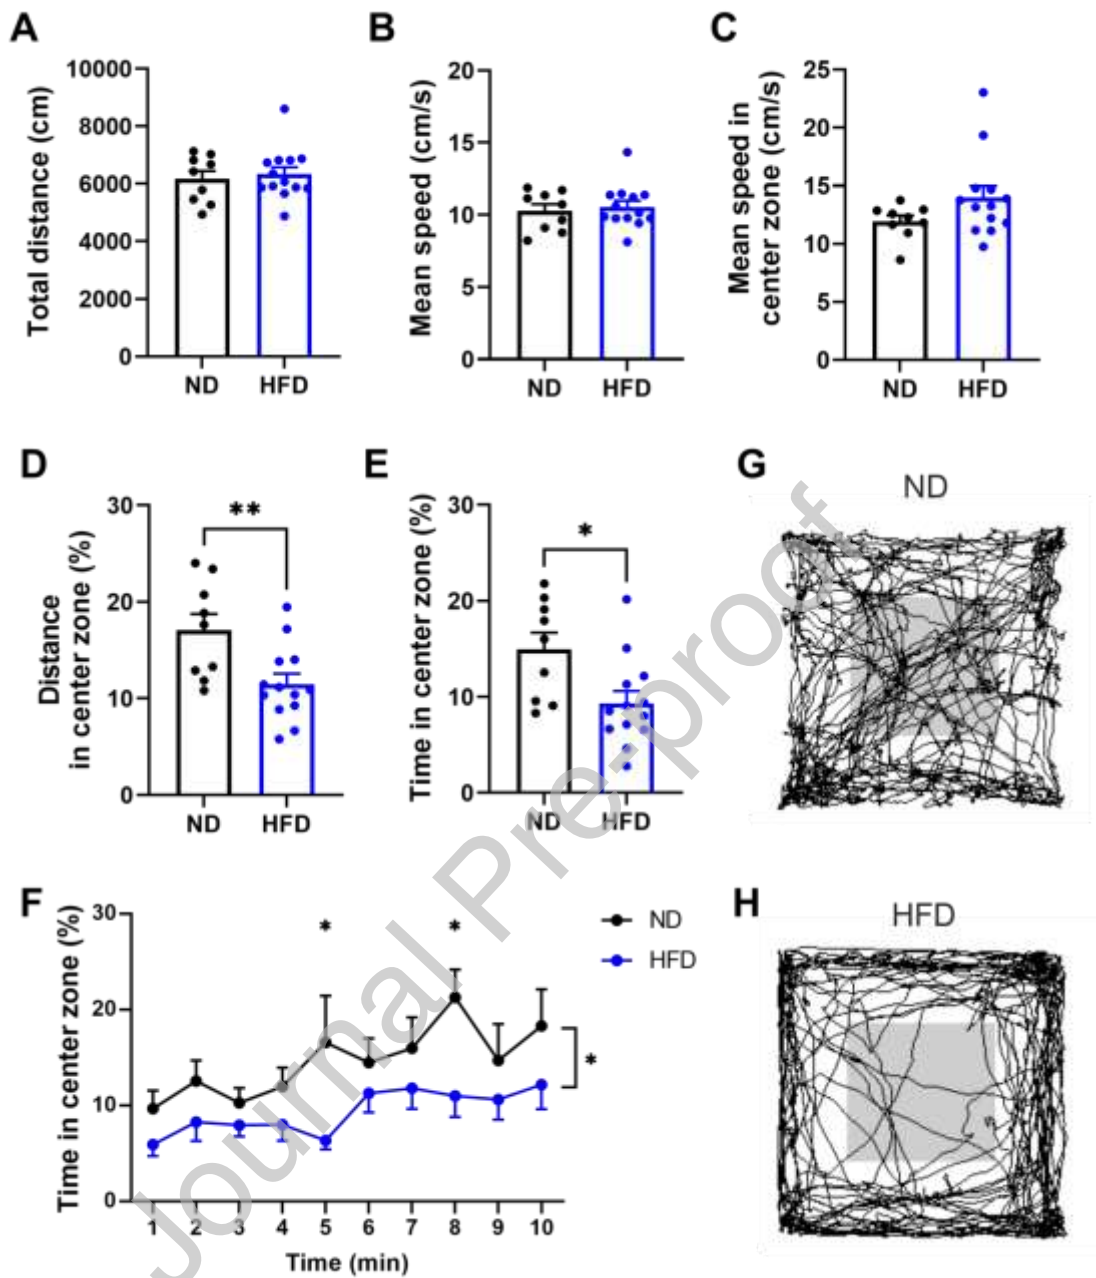 A
Total distance (cm)
10000
8000
6000
4000
2000
0
ND
HFD
B
Mean speed (cm/s)
20
15
10
5
0
ND
HFD
C
Mean speed in
center zone (cm/s)
25
20
15
10
5
0
ND
HFD
D
Distance
in center zone (%)
30
20
10
0
**
ND
HFD
E
Time in center zone (%)
30
20
10
0
*
ND
HFD
G
ND
F
Time in center zone (%)
30
20
10
0
*
*
*
1 2 3 4 5 6 7 8 9 10
Time (min)
ND
HFD
H
HFD
Journal Pre-proof